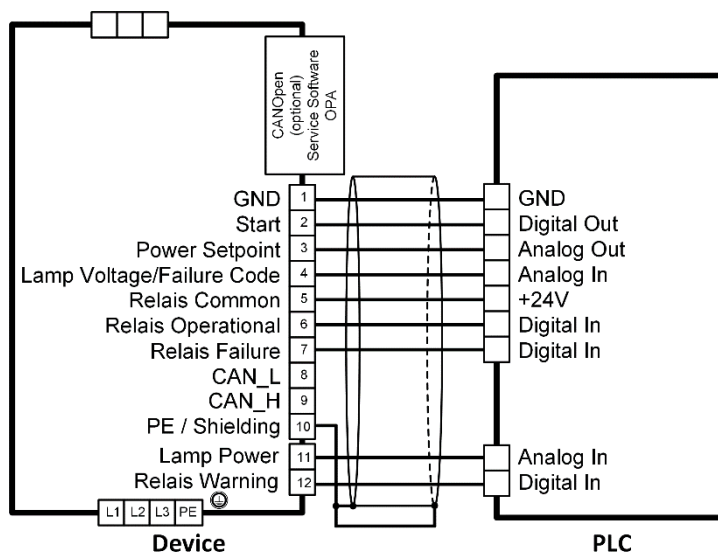 CANOpen
(optional)
Service Software
OPA
GND 1 GND
Start 2 Digital Out
Power Setpoint 3 Analog Out
Lamp Voltage/Failure Code 4 Analog In
Relais Common 5 +24V
Relais Operational 6 Digital In
Relais Failure 7 Digital In
CAN_L 8
CAN_H 9
PE / Shielding 10
Lamp Power 11 Analog In
Relais Warning 12 Digital In
L1 L2 L3 PE
Device PLC